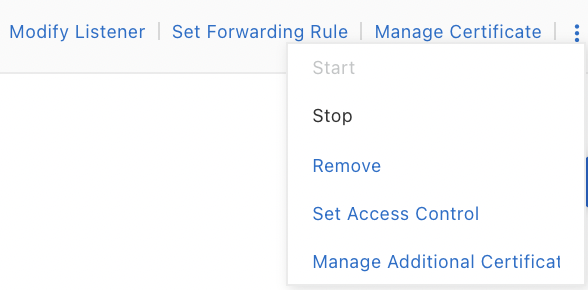 Modify Listener | Set Forwarding Rule | Manage Certificate |
Start
Stop
Remove
Set Access Control
Manage Additional Certificat